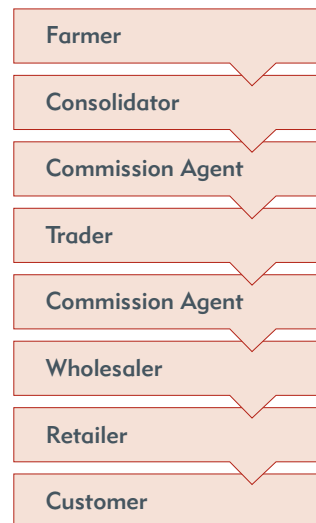 Farmer
Consolidator
Commission Agent
Trader
Commission Agent
Wholesaler
Retailer
Customer